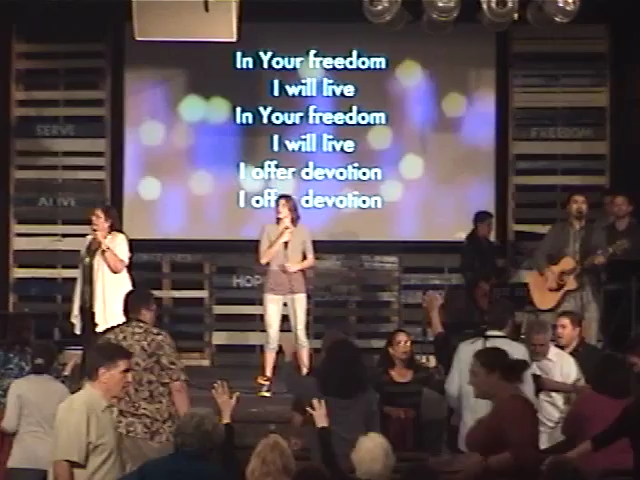 In Your freedom
I will live
In Your freedom
I will live
I offer devotion
I offer devotion
SERVE
FREEDOM
ALIVE
HOPE